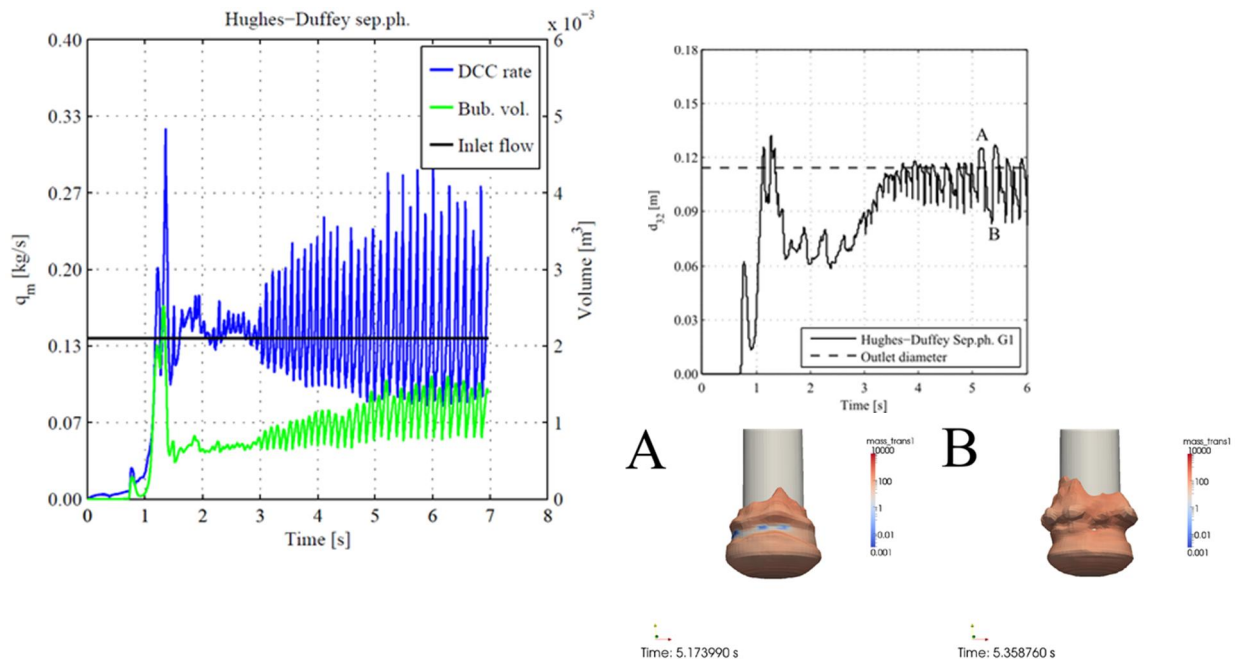 Hughes−Duffey sep.ph.
x 10⁻³
0.40
0.33
0.27
0.20
0.13
0.07
0.00
q_m [kg/s]
6
5
4
3
2
1
0
Volume [m³]
DCC rate
Bub. vol.
Inlet flow
0 1 2 3 4 5 6 7 8
Time [s]
0.18
0.15
0.12
0.09
0.06
0.03
0.00
d_32 [m]
A
B
Hughes−Duffey Sep.ph. G1
Outlet diameter
0 1 2 3 4 5 6
Time [s]
A
mass_trans1
10000
100
1
0.01
0.001
Time: 5.173990 s
B
mass_trans1
10000
100
1
0.01
0.001
Time: 5.358760 s